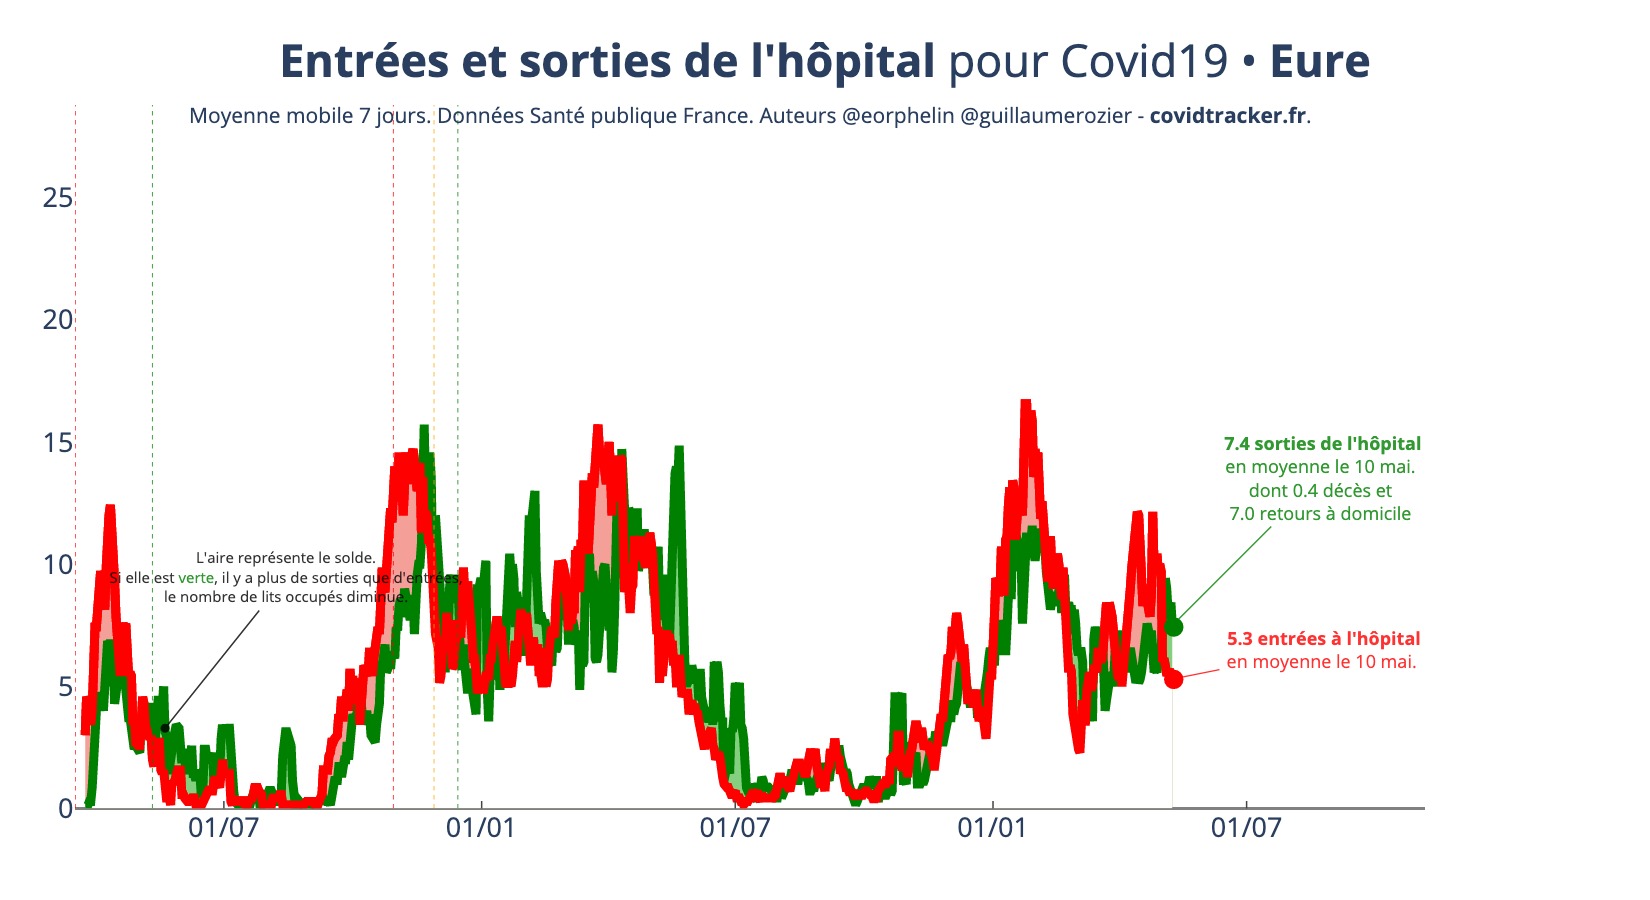 Entrées et sorties de l'hôpital pour Covid19 • Eure
Moyenne mobile 7 jours. Données Santé publique France. Auteurs @eorphelin @guillaumerozier - covidtracker.fr.
25
20
15
10
5
0
L'aire représente le solde.
Si elle est verte, il y a plus de sorties que d'entrées,
le nombre de lits occupés diminue.
7.4 sorties de l'hôpital
en moyenne le 10 mai.
dont 0.4 décès et
7.0 retours à domicile
5.3 entrées à l'hôpital
en moyenne le 10 mai.
01/07
01/01
01/07
01/01
01/07